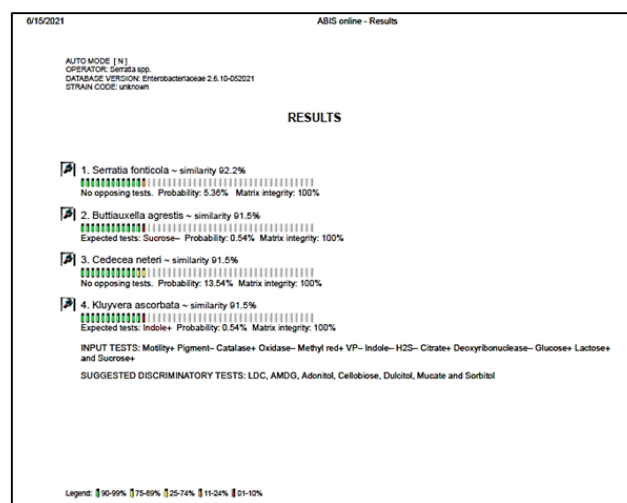 6/15/2021 ABIS online - Results
AUTO MODE [ N ]
OPERATOR: Serratia spp.
DATABASE VERSION: Enterobacteriaceae 2.6.10-052021
STRAIN CODE: unknown
RESULTS
1. Serratia fonticola ~ similarity 92.2%
No opposing tests. Probability: 5.36% Matrix integrity: 100%
2. Buttiauxella agrestis ~ similarity 91.5%
Expected tests: Sucrose– Probability: 0.54% Matrix integrity: 100%
3. Cedecea neteri ~ similarity 91.5%
No opposing tests. Probability: 13.54% Matrix integrity: 100%
4. Kluyvera ascorbata ~ similarity 91.5%
Expected tests: Indole+ Probability: 0.54% Matrix integrity: 100%
INPUT TESTS: Motility+ Pigment– Catalase+ Oxidase– Methyl red+ VP– Indole– H2S– Citrate+ Deoxyribonuclease– Glucose+ Lactose+
and Sucrose+
SUGGESTED DISCRIMINATORY TESTS: LDC, AMDG, Adonitol, Cellobiose, Dulcitol, Mucate and Sorbitol
Legend: 90-99% 75-89% 25-74% 11-24% 01-10%